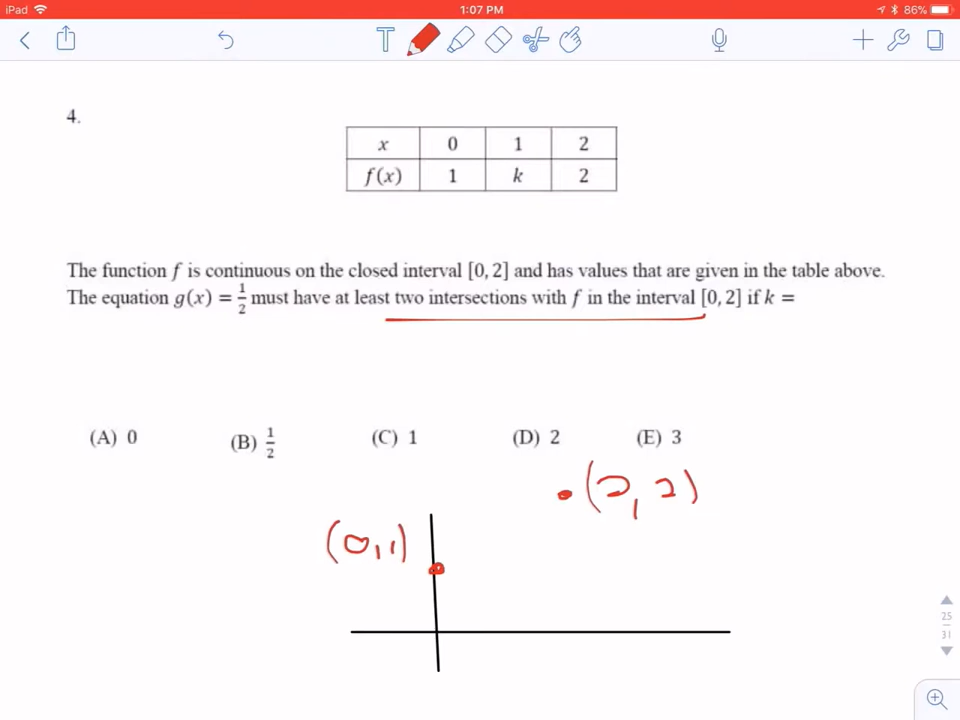 iPad 1:07 PM 86%
T
4.
x 0 1 2
f(x) 1 k 2
The function f is continuous on the closed interval [0, 2] and has values that are given in the table above.
The equation g(x) = 1/2 must have at least two intersections with f in the interval [0, 2] if k =
(A) 0 (B) 1/2 (C) 1 (D) 2 (E) 3
(2, 2)
(0,1)
25
31